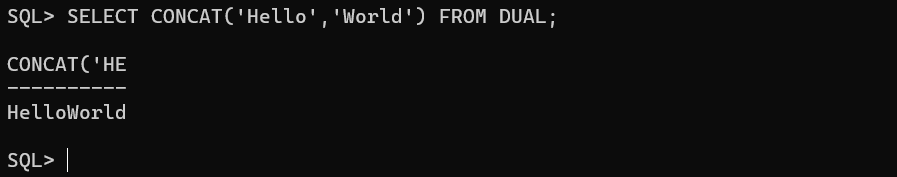 SQL> SELECT CONCAT('Hello','World') FROM DUAL;
CONCAT('HE
----------
HelloWorld
SQL>